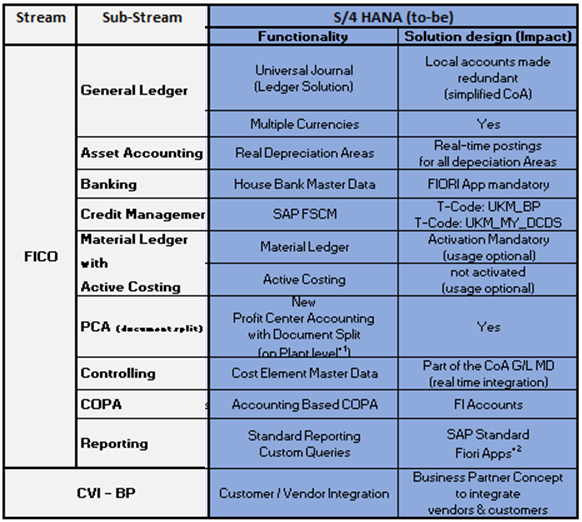 Stream Sub-Stream S/4 HANA (to-be)
Functionality Solution design (Impact)
FICO
General Ledger
Universal Journal
(Ledger Solution)
Local accounts made
redundant
(simplified CoA)
Multiple Currencies Yes
Asset Accounting Real Depreciation Areas Real-time postings
for all depeciation Areas
Banking House Bank Master Data FIORI App mandatory
Credit Managemer SAP FSCM T-Code: UKM_BP
T-Code: UKM_MY_DCDS
Material Ledger
with
Active Costing
Material Ledger Activation Mandatory
(usage optional)
Active Costing not activated
(usage optional)
PCA (document split) New
Profit Center Accounting
with Document Split
(on Plant level*1)
Yes
Controlling Cost Element Master Data Part of the CoA G/L MD
(real time integration)
COPA s Accounting Based COPA FI Accounts
Reporting Standard Reporting
Custom Queries
SAP Standard
Fiori Apps*2
CVI - BP Customer / Vendor Integration Business Partner Concept
to integrate
vendors & customers